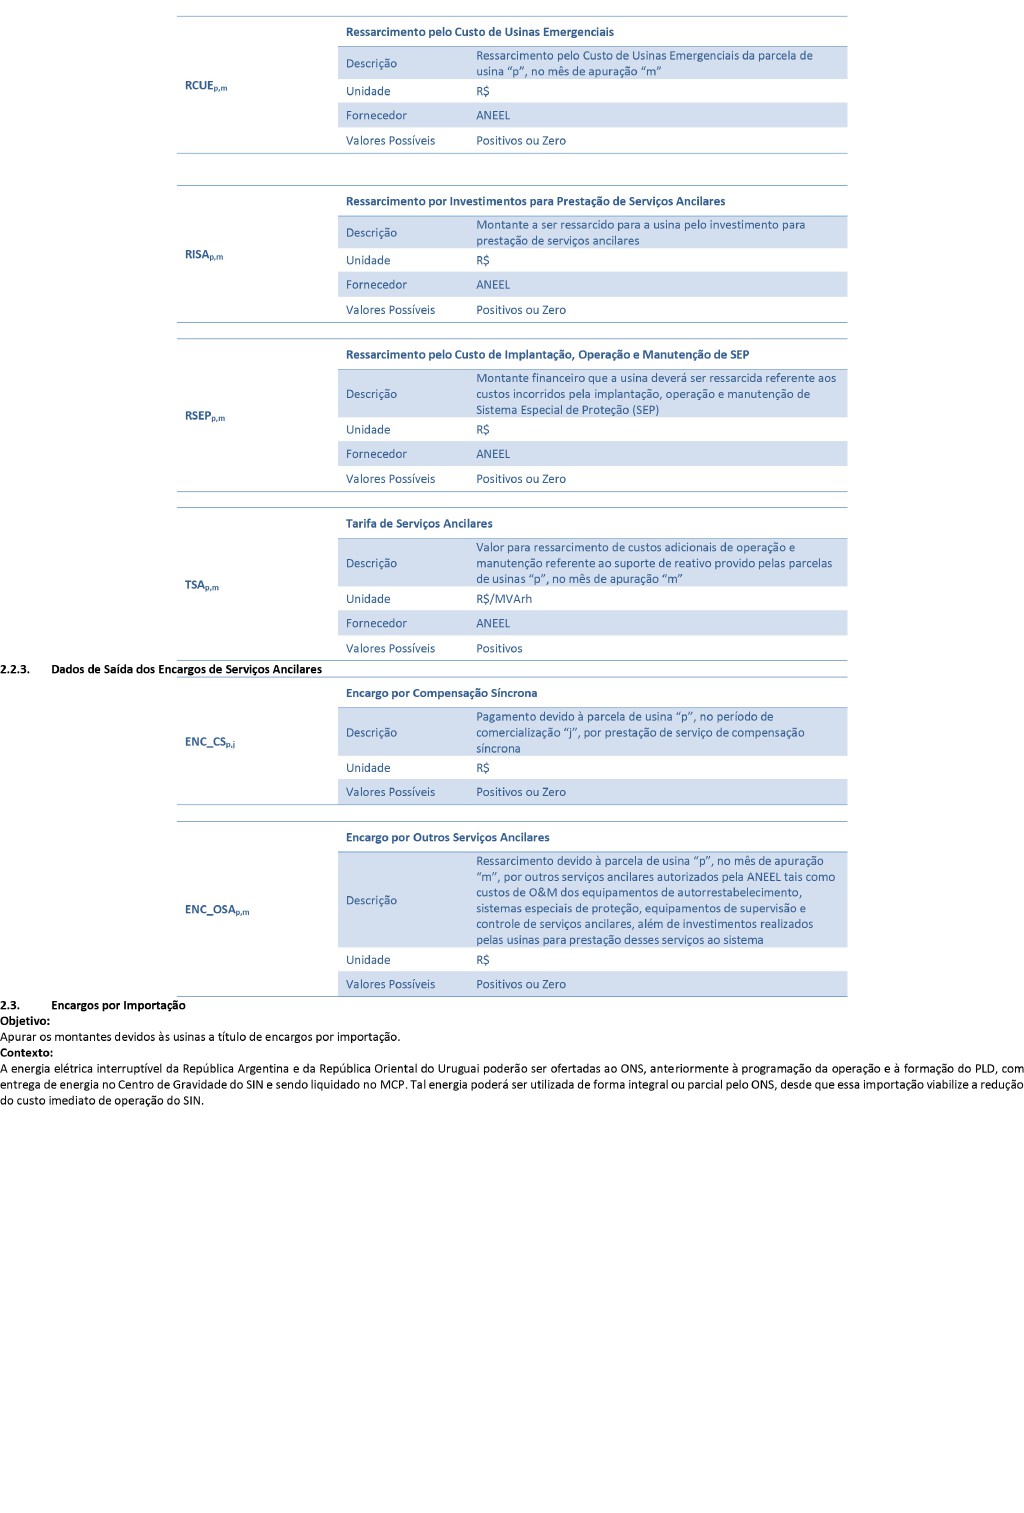 Ressarcimento pelo Custo de Usinas Emergenciais
RCUEp,m
Descrição
Ressarcimento pelo Custo de Usinas Emergenciais da parcela de
usina “p”, no mês de apuração “m”
Unidade R$
Fornecedor ANEEL
Valores Possíveis Positivos ou Zero
Ressarcimento por Investimentos para Prestação de Serviços Ancilares
RISAp,m
Descrição
Montante a ser ressarcido para a usina pelo investimento para
prestação de serviços ancilares
Unidade R$
Fornecedor ANEEL
Valores Possíveis Positivos ou Zero
Ressarcimento pelo Custo de Implantação, Operação e Manutenção de SEP
RSEPp,m
Descrição
Montante financeiro que a usina deverá ser ressarcida referente aos
custos incorridos pela implantação, operação e manutenção de
Sistema Especial de Proteção (SEP)
Unidade R$
Fornecedor ANEEL
Valores Possíveis Positivos ou Zero
Tarifa de Serviços Ancilares
TSAp,m
Descrição
Valor para ressarcimento de custos adicionais de operação e
manutenção referente ao suporte de reativo provido pelas parcelas
de usinas “p”, no mês de apuração “m”
Unidade R$/MVArh
Fornecedor ANEEL
Valores Possíveis Positivos
2.2.3. Dados de Saída dos Encargos de Serviços Ancilares
Encargo por Compensação Síncrona
ENC_CSp,j
Descrição
Pagamento devido à parcela de usina “p”, no período de
comercialização “j”, por prestação de serviço de compensação
síncrona
Unidade R$
Valores Possíveis Positivos ou Zero
Encargo por Outros Serviços Ancilares
ENC_OSAp,m
Descrição
Ressarcimento devido à parcela de usina “p”, no mês de apuração
“m”, por outros serviços ancilares autorizados pela ANEEL tais como
custos de O&M dos equipamentos de autorrestabelecimento,
sistemas especiais de proteção, equipamentos de supervisão e
controle de serviços ancilares, além de investimentos realizados
pelas usinas para prestação desses serviços ao sistema
Unidade R$
Valores Possíveis Positivos ou Zero
2.3. Encargos por Importação
Objetivo:
Apurar os montantes devidos às usinas a título de encargos por importação.
Contexto:
A energia elétrica interruptível da República Argentina e da República Oriental do Uruguai poderão ser ofertadas ao ONS, anteriormente à programação da operação e à formação do PLD, com
entrega de energia no Centro de Gravidade do SIN e sendo liquidado no MCP. Tal energia poderá ser utilizada de forma integral ou parcial pelo ONS, desde que essa importação viabilize a redução
do custo imediato de operação do SIN.